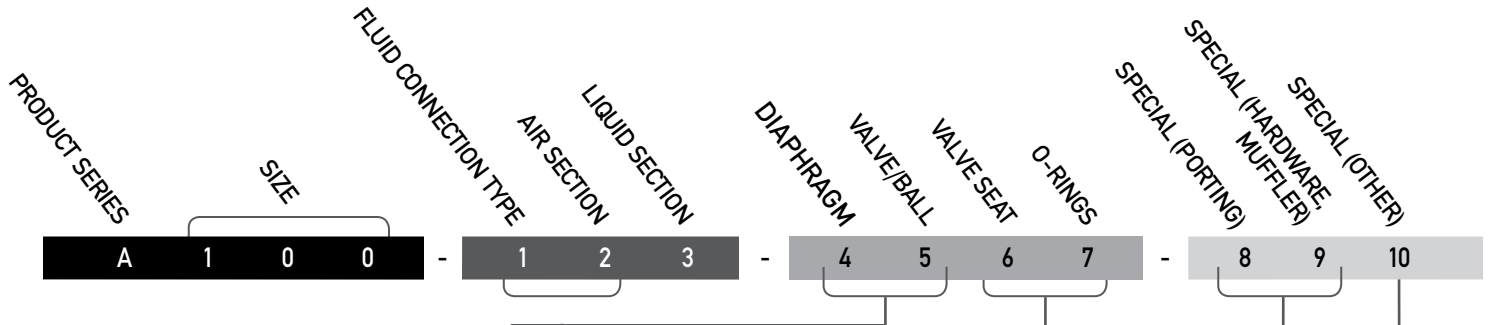 PRODUCT SERIES
SIZE
FLUID CONNECTION TYPE
AIR SECTION
LIQUID SECTION
DIAPHRAGM
VALVE/BALL
VALVE SEAT
O-RINGS
SPECIAL (PORTING)
SPECIAL (HARDWARE,
MUFFLER)
SPECIAL (OTHER)
A 1 0 0 - 1 2 3 - 4 5 6 7 - 8 9 10